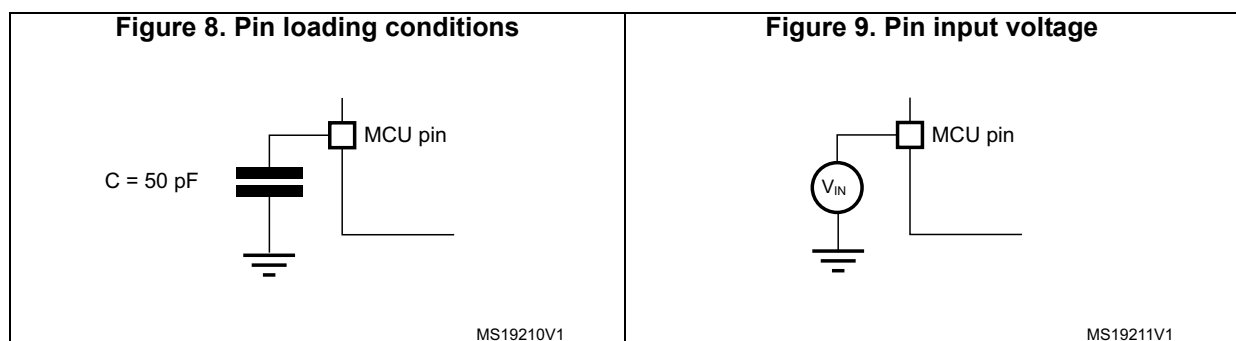 Figure 8. Pin loading conditions
MCU pin
C = 50 pF
MS19210V1
Figure 9. Pin input voltage
MCU pin
VIN
MS19211V1